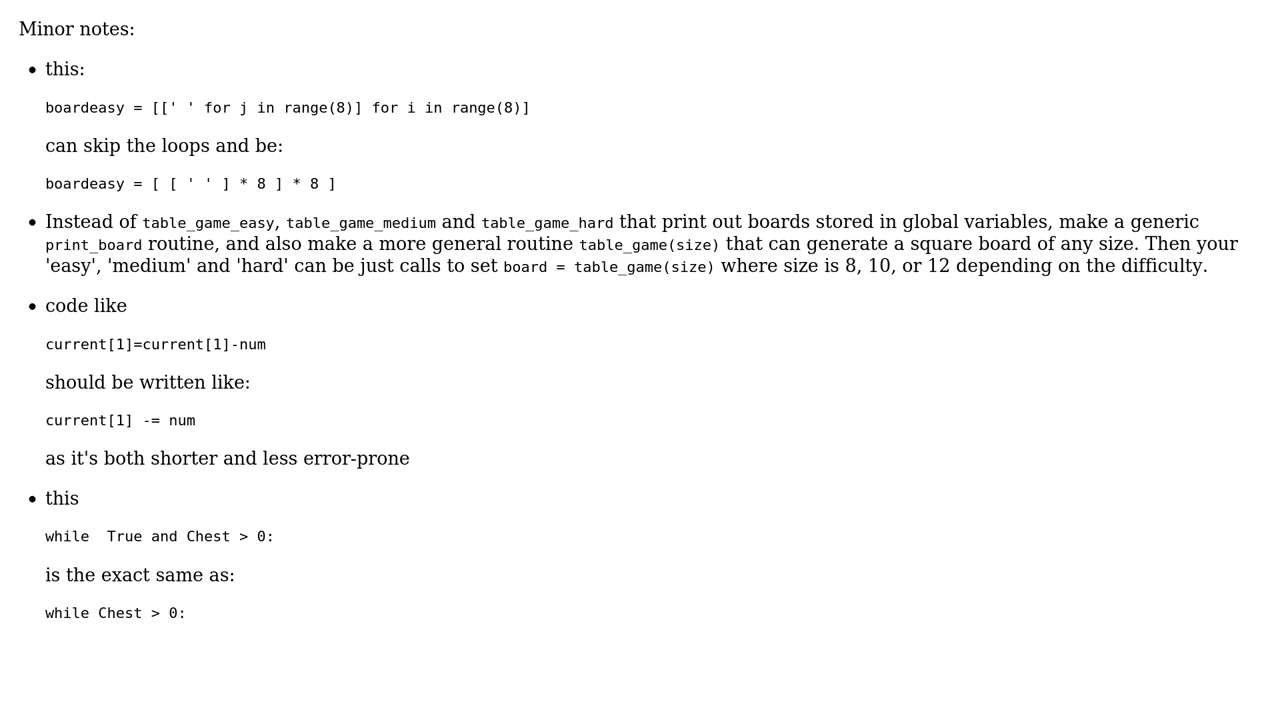 Minor notes:
• this:
boardeasy = [[' ' for j in range(8)] for i in range(8)]
can skip the loops and be:
boardeasy = [ [ ' ' ] * 8 ] * 8 ]
• Instead of table_game_easy, table_game_medium and table_game_hard that print out boards stored in global variables, make a generic
print_board routine, and also make a more general routine table_game(size) that can generate a square board of any size. Then your
'easy', 'medium' and 'hard' can be just calls to set board = table_game(size) where size is 8, 10, or 12 depending on the difficulty.
• code like
current[1]=current[1]-num
should be written like:
current[1] -= num
as it's both shorter and less error-prone
• this
while  True and Chest > 0:
is the exact same as:
while Chest > 0: